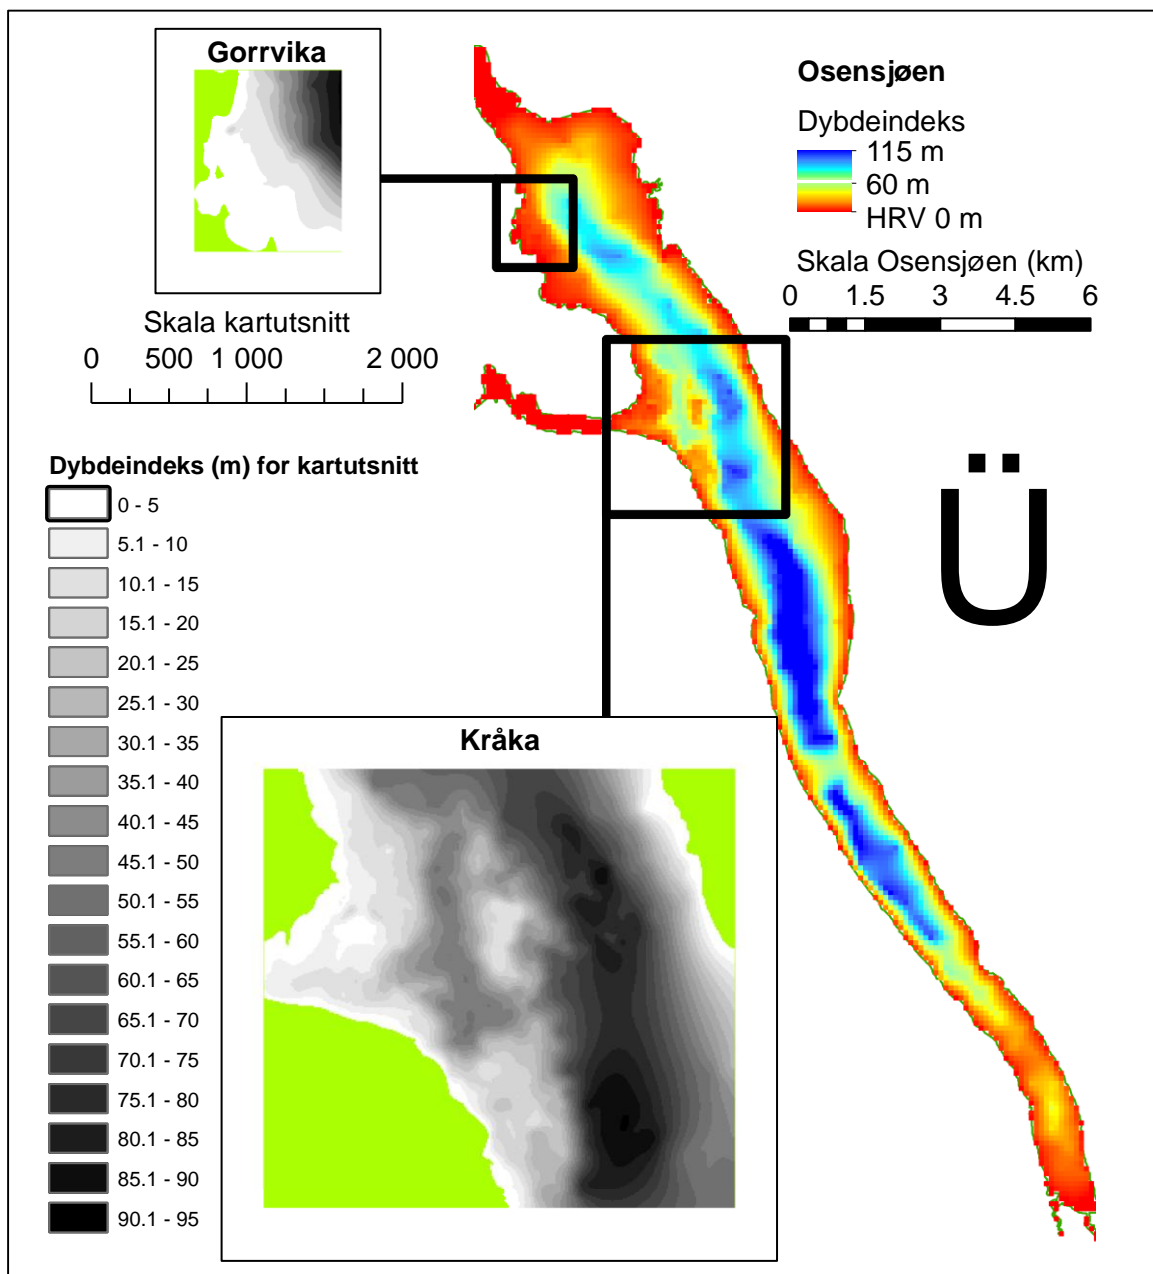 Gorrvika
Osensjøen
Dybdeindeks
115 m
60 m
HRV 0 m
Skala Osensjøen (km)
0 1.5 3 4.5 6
Skala kartutsnitt
0 500 1 000 2 000
Ü
Dybdeindeks (m) for kartutsnitt
0 - 5
5.1 - 10
10.1 - 15
15.1 - 20
20.1 - 25
25.1 - 30
30.1 - 35
35.1 - 40
40.1 - 45
45.1 - 50
50.1 - 55
55.1 - 60
60.1 - 65
65.1 - 70
70.1 - 75
75.1 - 80
80.1 - 85
85.1 - 90
90.1 - 95
Kråka